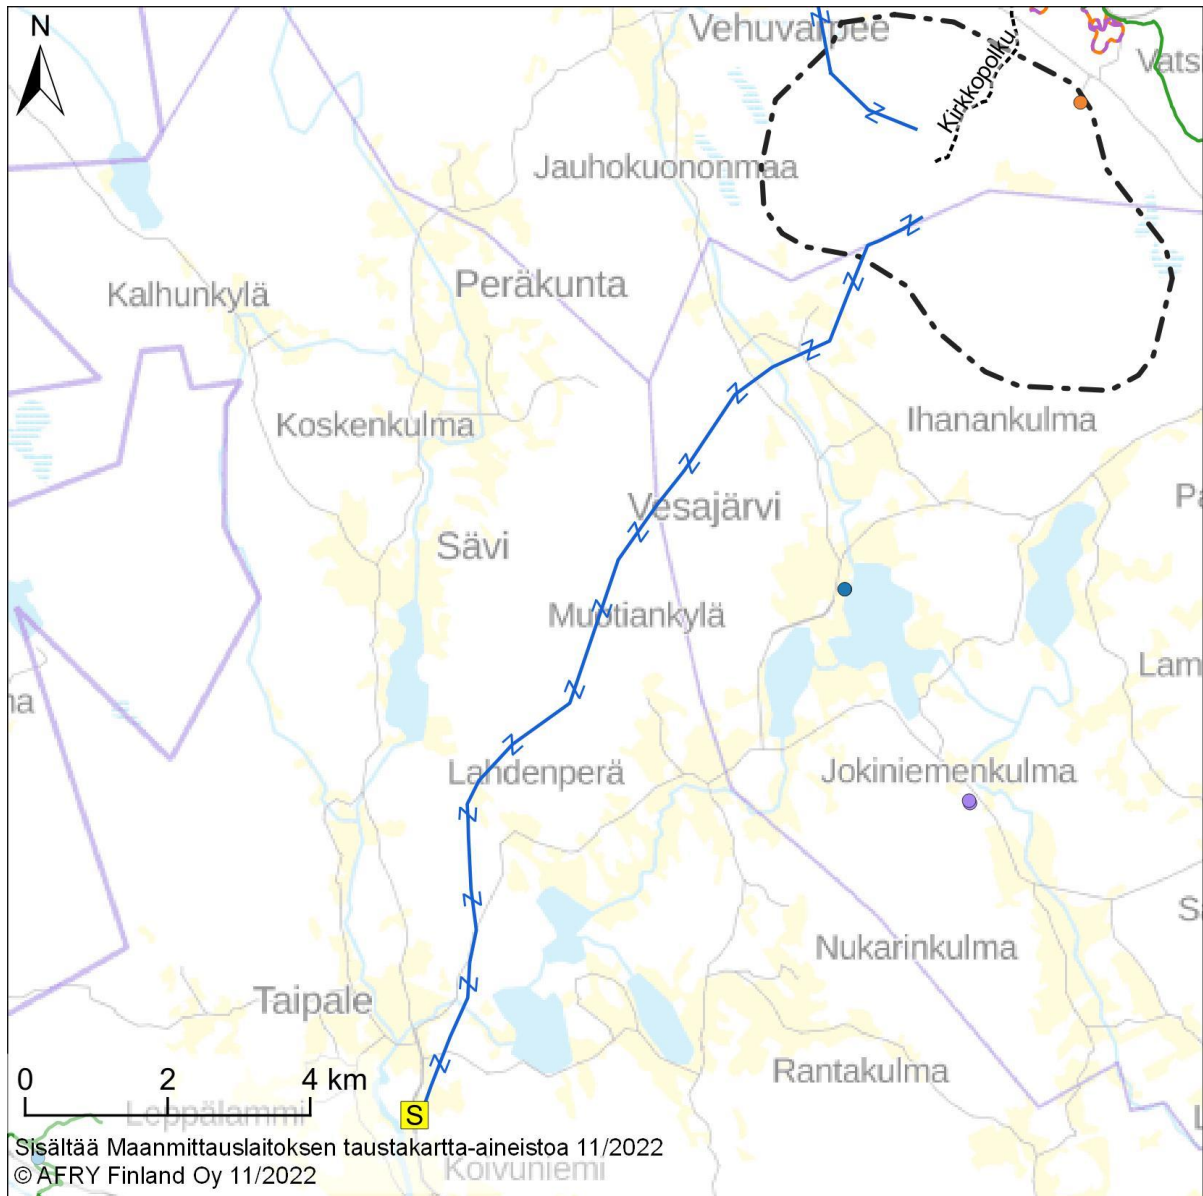 N
Vehuvarpee
Vats
Kirkkopolku
Jauhokuononmaa
Kalhunkylä
Peräkunta
Koskenkulma
Ihanankulma
Vesajärvi
Pa
Sävi
Muotiankylä
Lam
na
Lahdenperä
Jokiniemenkulma
S
Nukarinkulma
Taipale
Rantakulma
0 2 4 km
Leppälammi
S
L
Sisältää Maanmittauslaitoksen taustakartta-aineistoa 11/2022
© AFRY Finland Oy 11/2022
Koivuniemi